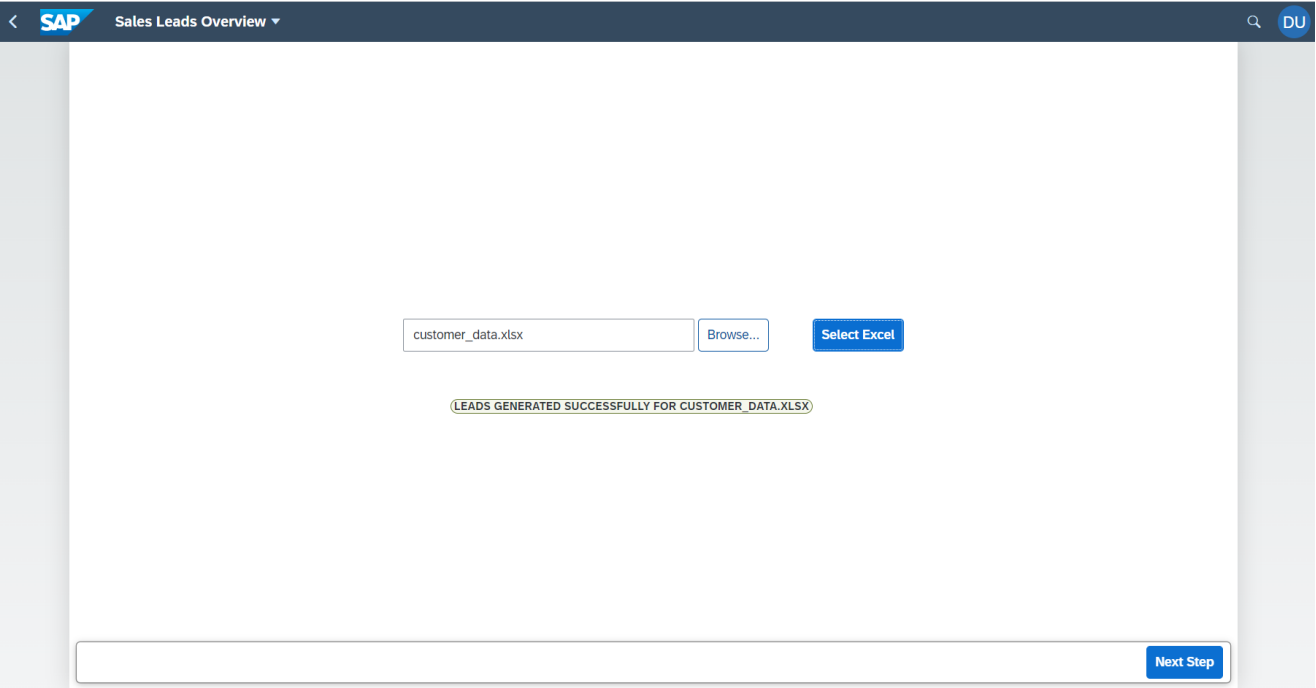 SAP Sales Leads Overview DU
customer_data.xlsx Browse... Select Excel
LEADS GENERATED SUCCESSFULLY FOR CUSTOMER_DATA.XLSX
Next Step